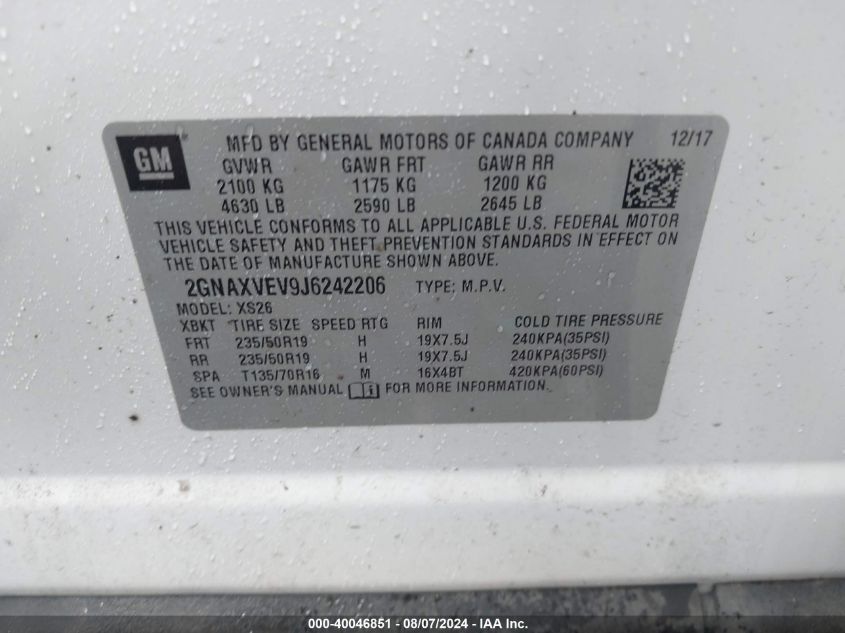 GM ® MFD BY GENERAL MOTORS OF CANADA COMPANY 12/17
GVWR GAWR FRT GAWR RR
2100 KG 1175 KG 1200 KG
4630 LB 2590 LB 2645 LB
THIS VEHICLE CONFORMS TO ALL APPLICABLE U.S. FEDERAL MOTOR
VEHICLE SAFETY AND THEFT PREVENTION STANDARDS IN EFFECT ON
THE DATE OF MANUFACTURE SHOWN ABOVE.
2GNAXVEV9J6242206 TYPE: M.P.V.
MODEL: XS26
XBKT TIRE SIZE SPEED RTG RIM COLD TIRE PRESSURE
FRT 235/50R19 H 19X7.5J 240KPA(35PSI)
RR 235/50R19 H 19X7.5J 240KPA(35PSI)
SPA T135/70R16 M 16X4BT 420KPA(60PSI)
SEE OWNER'S MANUAL FOR MORE INFORMATION.
000-40046851 - 08/07/2024 - IAAI.com - Copyright 2024 IAA, Inc.